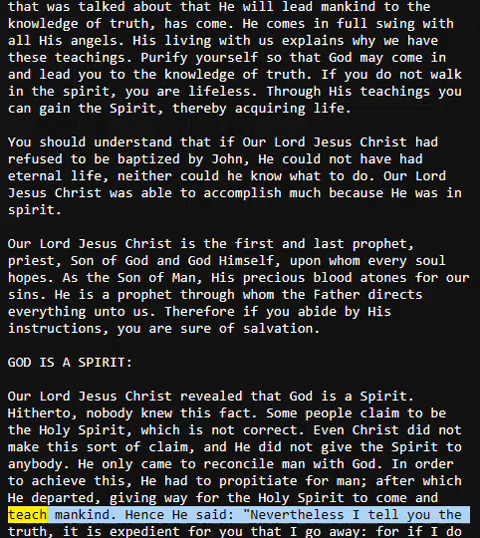 that was talked about that He will lead mankind to the
knowledge of truth, has come. He comes in full swing with
all His angels. His living with us explains why we have
these teachings. Purify yourself so that God may come in
and lead you to the knowledge of truth. If you do not walk
in the spirit, you are lifeless. Through His teachings you
can gain the Spirit, thereby acquiring life.

You should understand that if Our Lord Jesus Christ had
refused to be baptized by John, He could not have had
eternal life, neither could he know what to do. Our Lord
Jesus Christ was able to accomplish much because He was in
spirit.

Our Lord Jesus Christ is the first and last prophet,
priest, Son of God and God Himself, upon whom every soul
hopes. As the Son of Man, His precious blood atones for our
sins. He is a prophet through whom the Father directs
everything unto us. Therefore if you abide by His
instructions, you are sure of salvation.

GOD IS A SPIRIT:

Our Lord Jesus Christ revealed that God is a Spirit.
Hitherto, nobody knew this fact. Some people claim to be
the Holy Spirit, which is not correct. Even Christ did not
make this sort of claim, and He did not give the Spirit to
anybody. He only came to reconcile man with God. In order
to achieve this, He had to propitiate for man; after which
He departed, giving way for the Holy Spirit to come and
teach mankind. Hence He said: "Nevertheless I tell you the
truth, it is expedient for you that I go away: for if I do